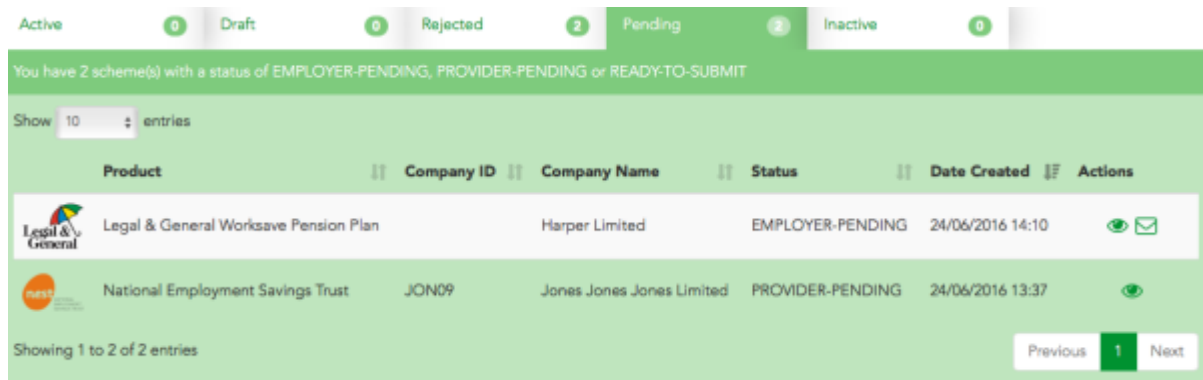 Active 0 Draft 0 Rejected 2 Pending 2 Inactive 0
You have 2 scheme(s) with a status of EMPLOYER-PENDING, PROVIDER-PENDING or READY-TO-SUBMIT
Show 10 entries
Product Company ID Company Name Status Date Created Actions
Legal &
General
Legal & General Worksave Pension Plan Harper Limited EMPLOYER-PENDING 24/06/2016 14:10
nest National Employment Savings Trust JON09 Jones Jones Jones Limited PROVIDER-PENDING 24/06/2016 13:37
Showing 1 to 2 of 2 entries
Previous 1 Next